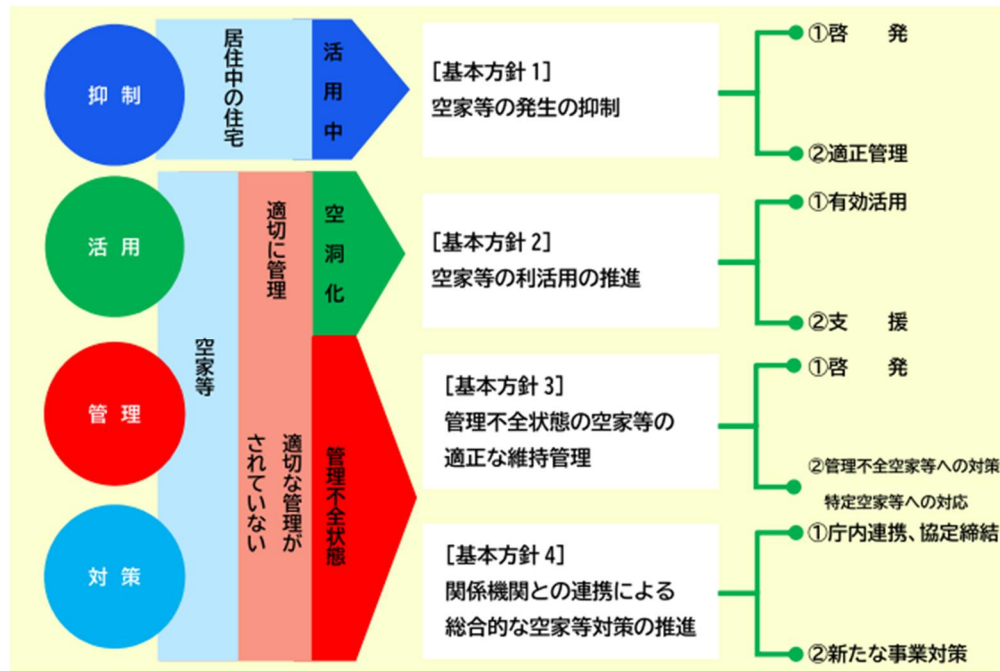 抑制
居住中の住宅
活用中
[基本方針1]
空家等の発生の抑制
①啓　発
②適正管理
活用
空家等
適切に管理
空洞化
[基本方針2]
空家等の利活用の推進
①有効活用
②支　援
管理
適切な管理が
されていない
管理不全状態
[基本方針3]
管理不全状態の空家等の
適正な維持管理
①啓　発
②管理不全空家等への対策
特定空家等への対応
対策
[基本方針4]
関係機関との連携による
総合的な空家等対策の推進
①庁内連携、協定締結
②新たな事業対策